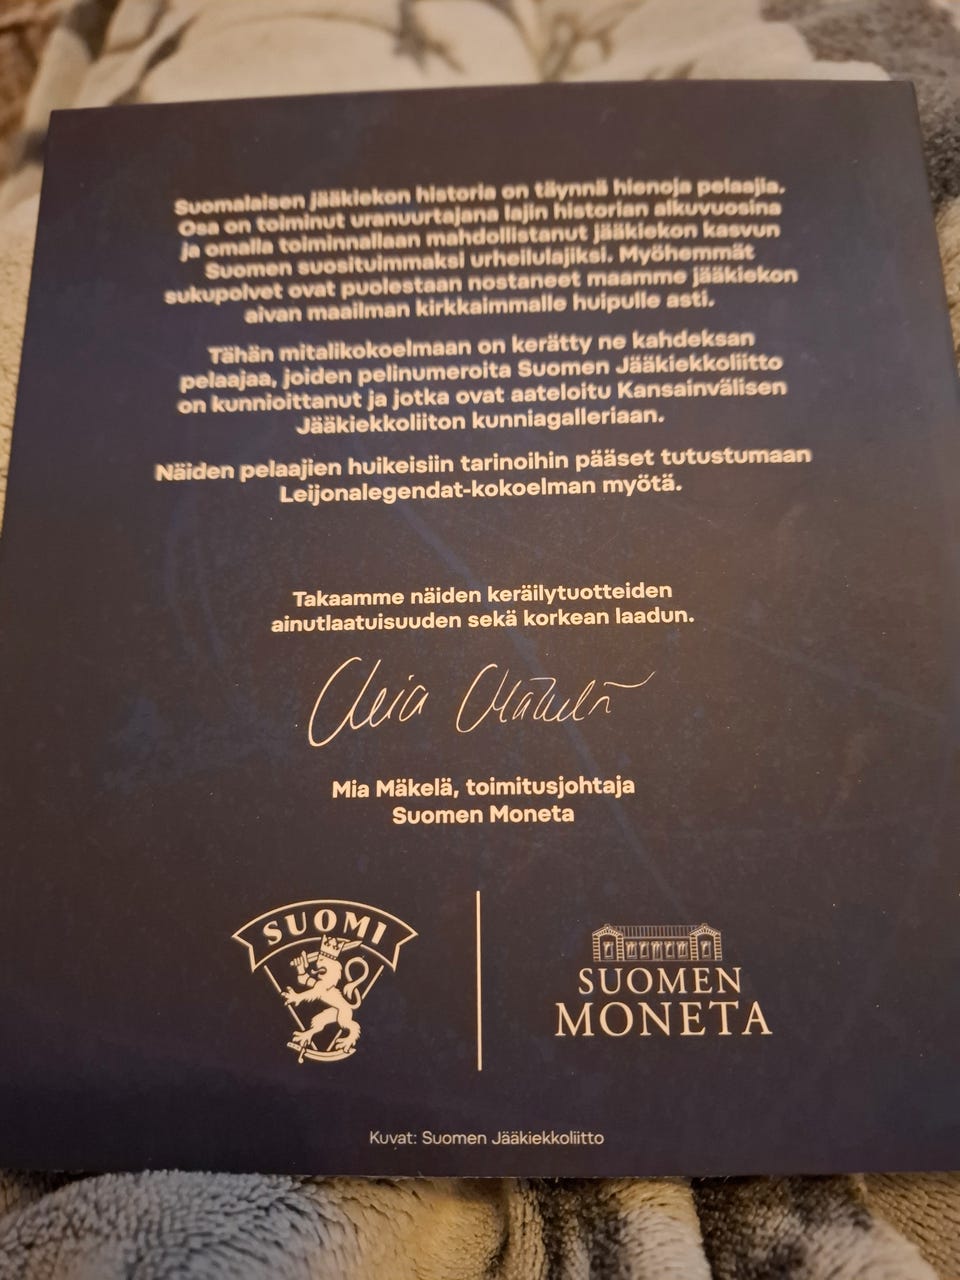 Suomalaisen jääkiekon historia on täynnä hienoja pelaajia.
Osa on toiminut uranuurtajana lajin historian alkuvuosina
ja omalla toiminnallaan mahdollistanut jääkiekon kasvun
Suomen suosituimmaksi urheilulajiksi. Myöhemmät
sukupolvet ovat puolestaan nostaneet maamme jääkiekon
aivan maailman kirkkaimmalle huipulle asti.
Tähän mitalikokoelmaan on kerätty ne kahdeksan
pelaajaa, joiden pelinumeroita Suomen Jääkiekkoliitto
on kunnioittanut ja jotka ovat aateloitu Kansainvälisen
Jääkiekkoliiton kunniagalleriaan.
Näiden pelaajien huikeisiin tarinoihin pääset tutustumaan
Leijonalegendat-kokoelman myötä.
Takaamme näiden keräilytuotteiden
ainutlaatuisuuden sekä korkean laadun.
Mia Mäkelä
Mia Mäkelä, toimitusjohtaja
Suomen Moneta
SUOMI
SUOMEN
MONETA
Kuvat: Suomen Jääkiekkoliitto